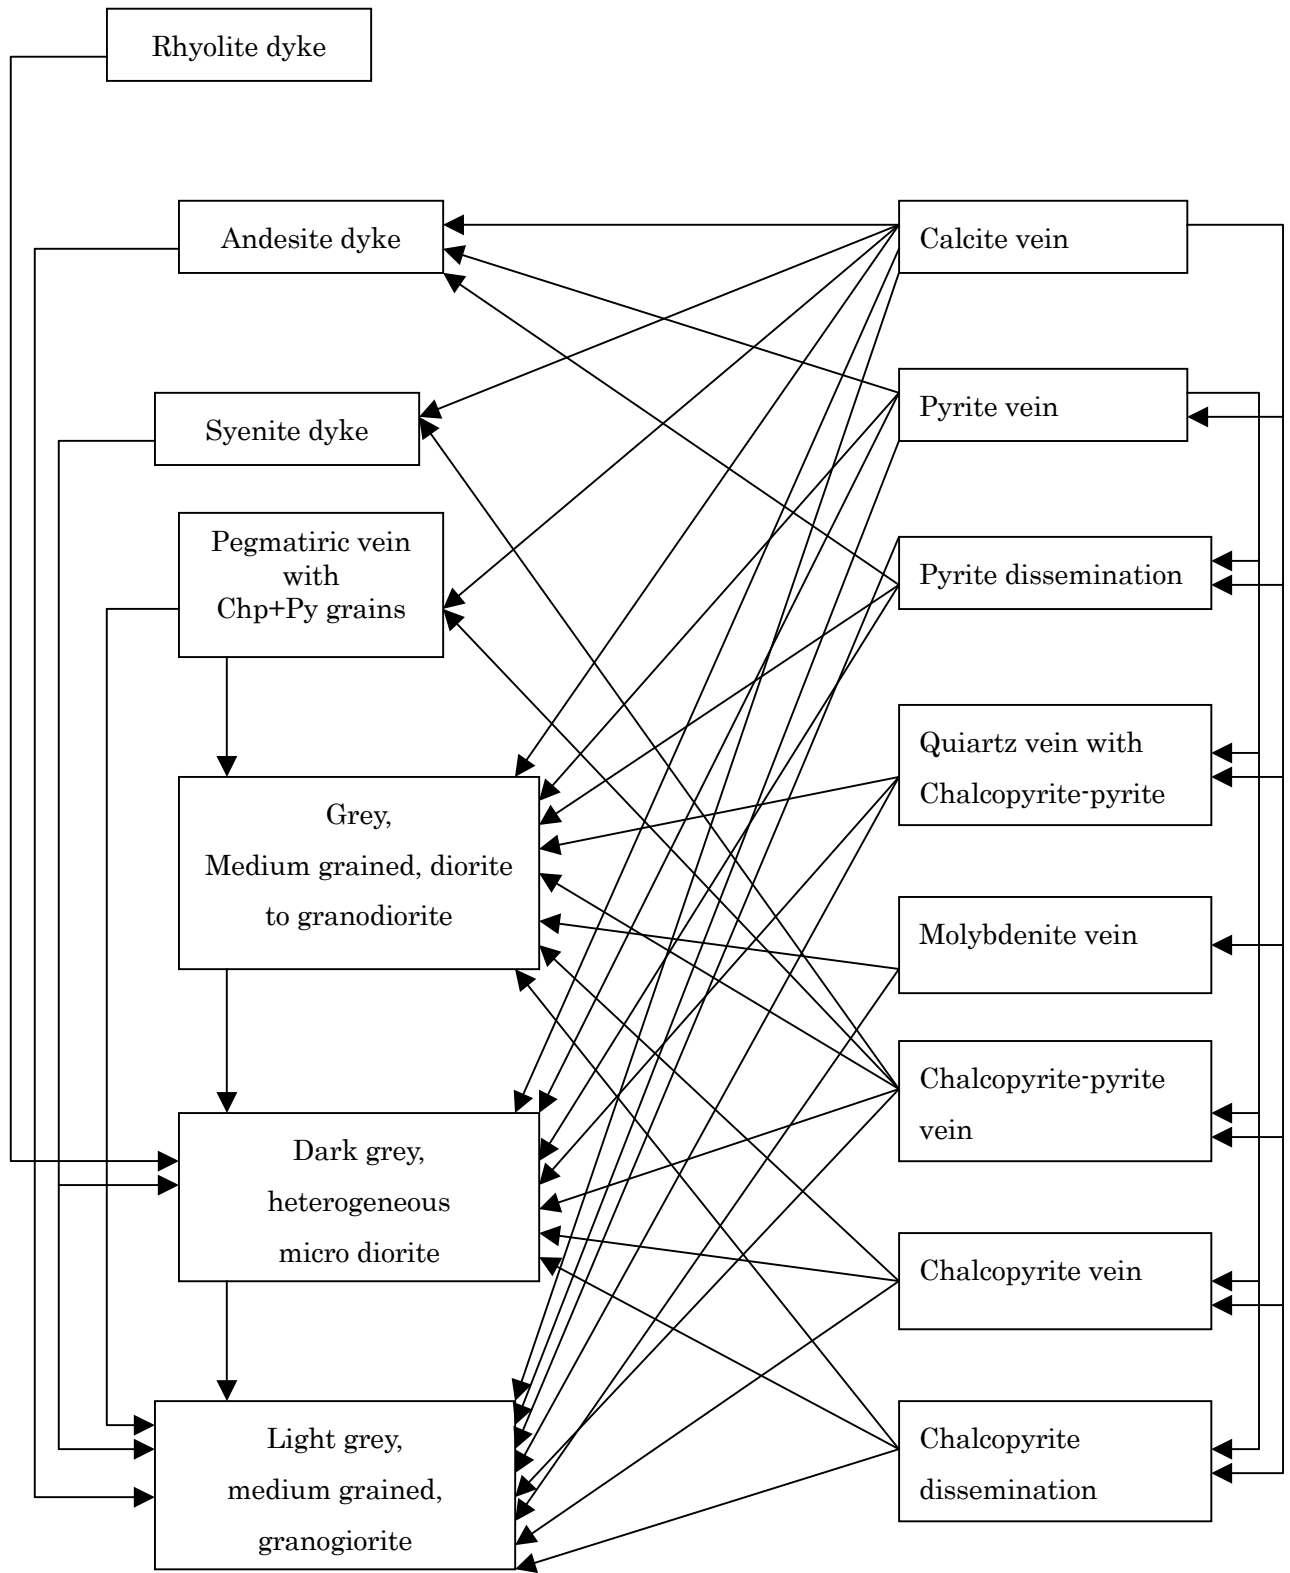 Rhyolite dyke
Andesite dyke
Calcite vein
Pyrite vein
Syenite dyke
Pegmatiric vein
with
Chp+Py grains
Pyrite dissemination
Quiartz vein with
Chalcopyrite-pyrite
Grey,
Medium grained, diorite
to granodiorite
Molybdenite vein
Chalcopyrite-pyrite
vein
Dark grey,
heterogeneous
micro diorite
Chalcopyrite vein
Light grey,
medium grained,
granogiorite
Chalcopyrite
dissemination